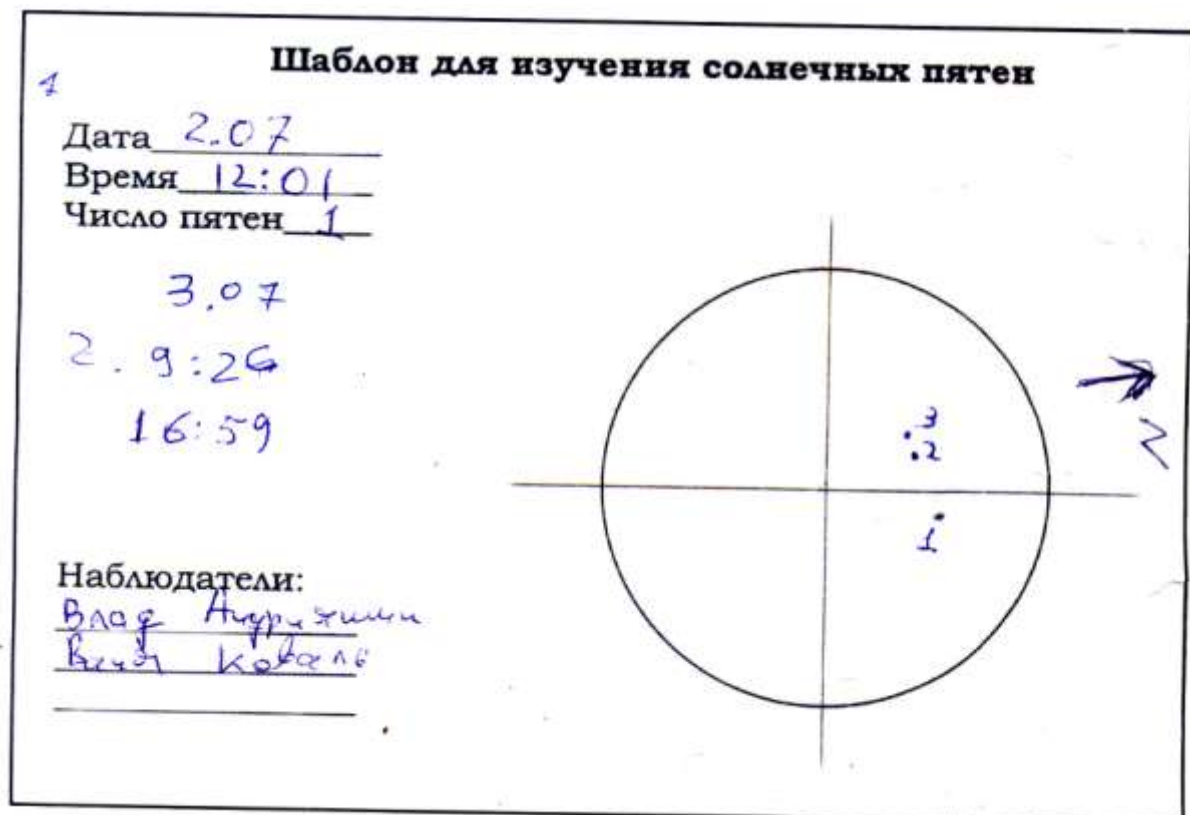 Шаблон для изучения солнечных пятен
1
Дата 2.07
Время 12:01
Число пятен 1
3.07
2. 9:26
16:59
3
2
1
N
Наблюдатели:
Влад
Коваль